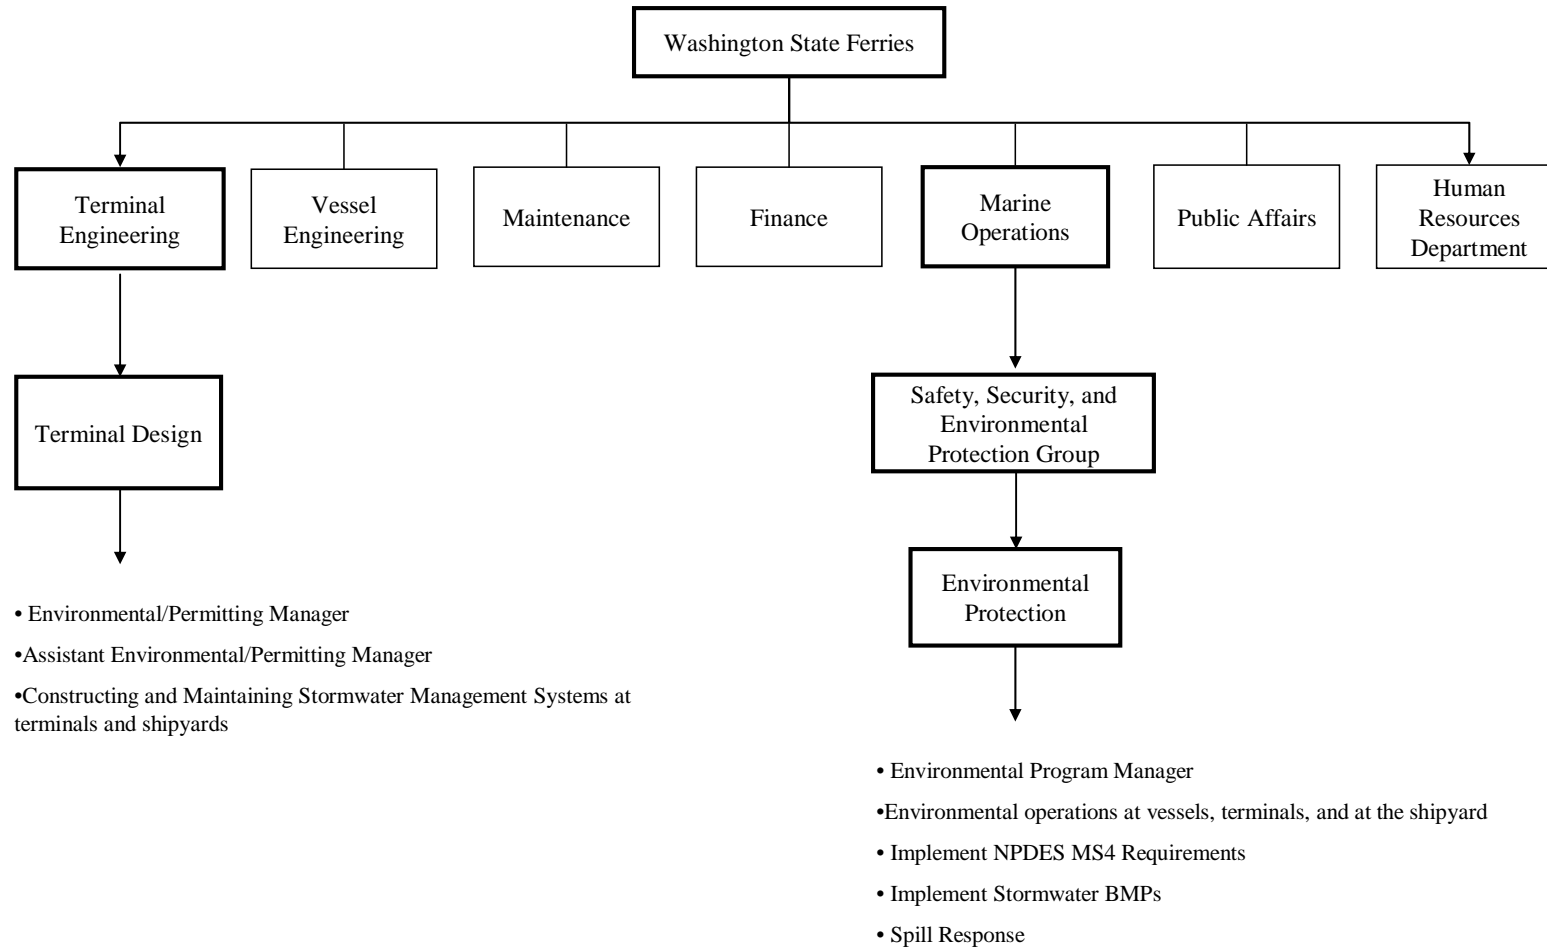 Washington State Ferries
Terminal
Engineering
Vessel
Engineering
Maintenance
Finance
Marine
Operations
Public Affairs
Human
Resources
Department
Terminal Design
Safety, Security, and
Environmental
Protection Group
Environmental
Protection
• Environmental/Permitting Manager
•Assistant Environmental/Permitting Manager
•Constructing and Maintaining Stormwater Management Systems at
terminals and shipyards
• Environmental Program Manager
•Environmental operations at vessels, terminals, and at the shipyard
• Implement NPDES MS4 Requirements
• Implement Stormwater BMPs
• Spill Response